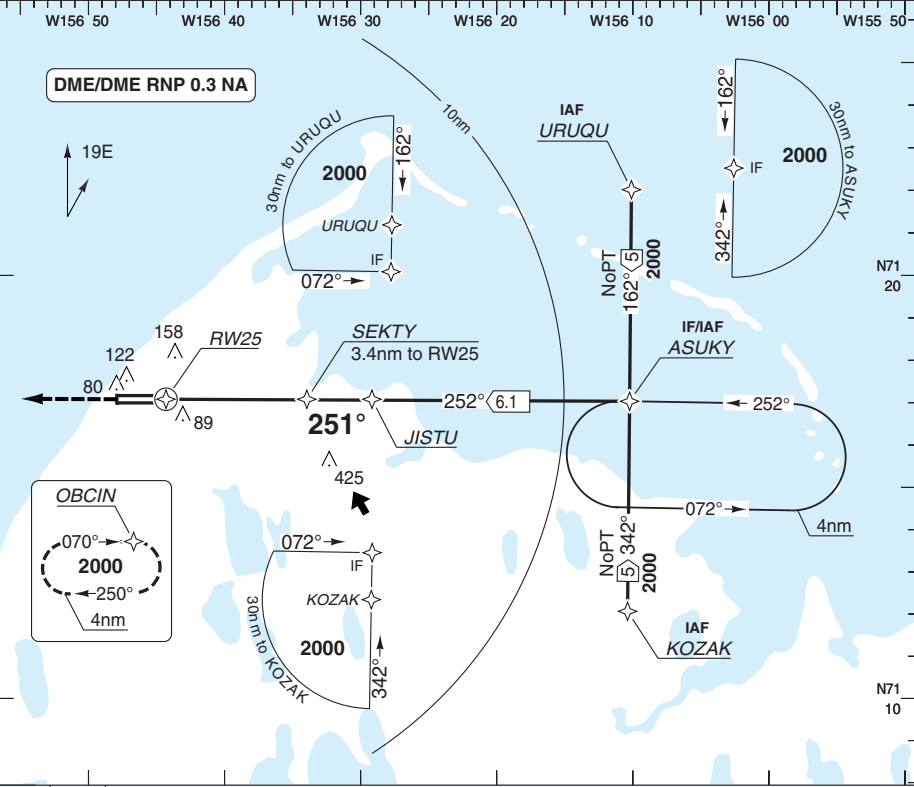 W156 50 W156 40 W156 30 W156 20 W156 10 W156 00 W155 50
DME/DME RNP 0.3 NA
19E
30nm to URUQU
2000
162°
URUQU
IF
072°
10nm
IAF
URUQU
NoPT
5
2000
162°
162°
IF
2000
30nm to ASUKY
342°
N71
20
158
122
80
RW25
89
SEKTY
3.4nm to RW25
251°
JISTU
252° 6.1
IF/IAF
ASUKY
252°
072°
4nm
425
OBCIN
070°
2000
250°
4nm
072°
IF
KOZAK
30nm to KOZAK
2000
342°
NoPT
342°
5
2000
IAF
KOZAK
N71
10